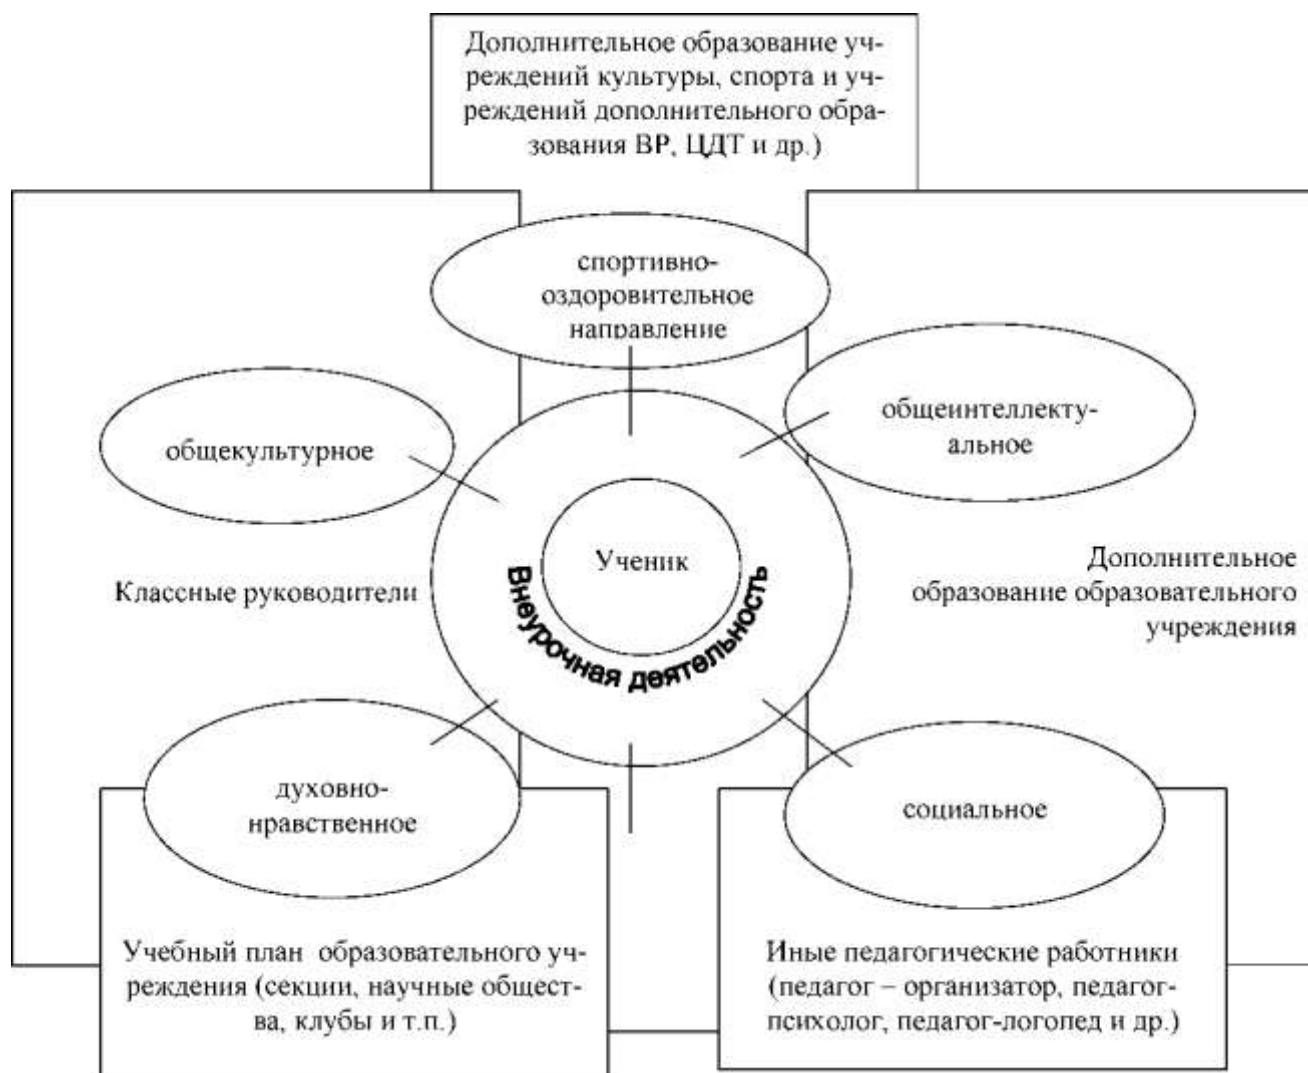 Дополнительное образование уч-
реждений культуры, спорта и уч-
реждений дополнительного обра-
зования ВР, ЦДТ и др.)
спортивно-
оздоровительное
направление
общеинтеллекту-
альное
общекультурное
Ученик
Внеурочная деятельность
Классные руководители
Дополнительное
образование образовательного
учреждения
духовно-
нравственное
социальное
Учебный план образовательного уч-
реждения (секции, научные общест-
ва, клубы и т.п.)
Иные педагогические работники
(педагог – организатор, педагог-
психолог, педагог-логопед и др.)